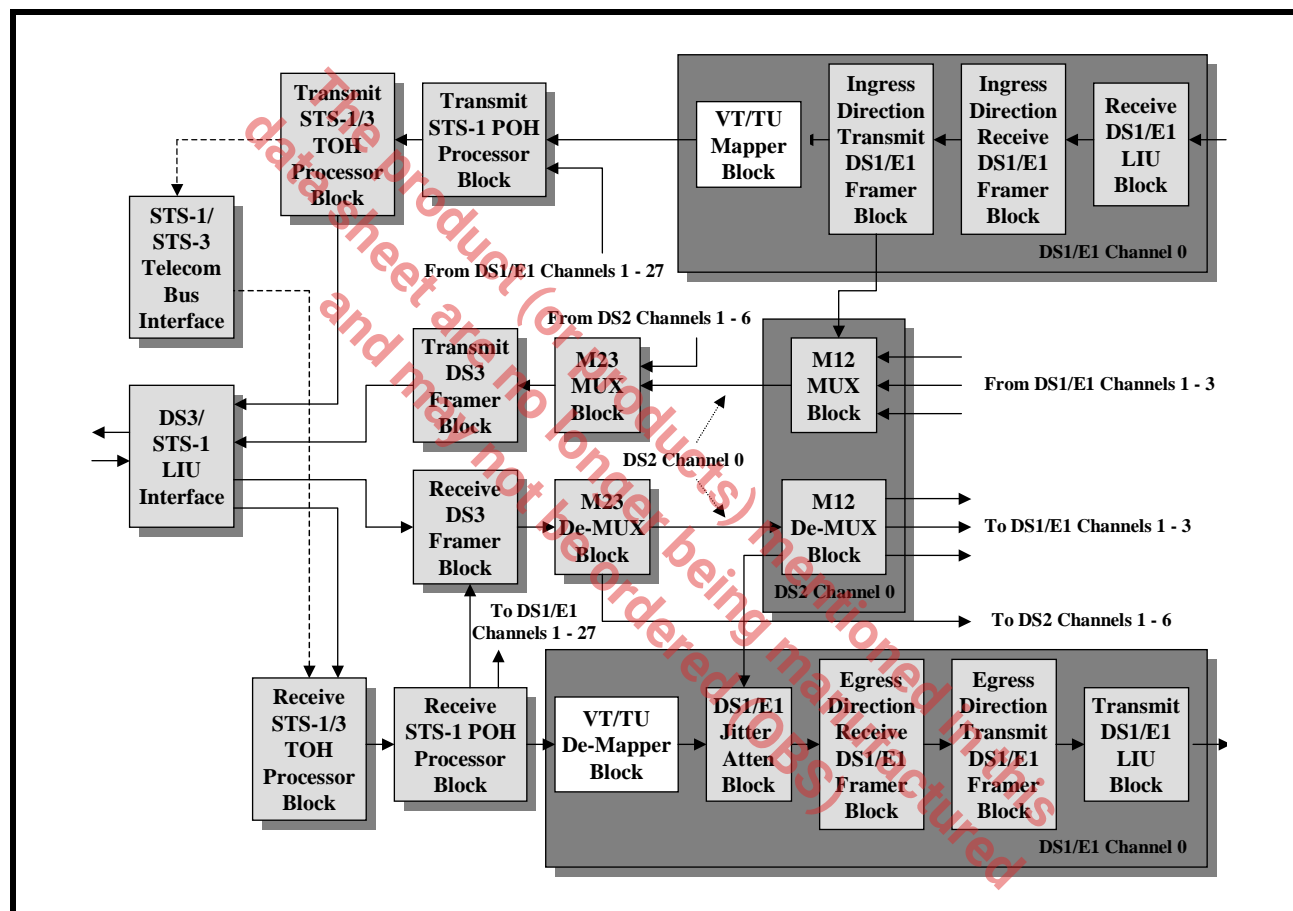 Transmit
STS-1/3
TOH
Processor
Block
Transmit
STS-1 POH
Processor
Block
VT/TU
Mapper
Block
Ingress
Direction
Transmit
DS1/E1
Framer
Block
Ingress
Direction
Receive
DS1/E1
Framer
Block
Receive
DS1/E1
LIU
Block
DS1/E1 Channel 0
STS-1/
STS-3
Telecom
Bus
Interface
From DS1/E1 Channels 1 - 27
From DS2 Channels 1 - 6
Transmit
DS3
Framer
Block
M23
MUX
Block
M12
MUX
Block
From DS1/E1 Channels 1 - 3
DS3/
STS-1
LIU
Interface
DS2 Channel 0
Receive
DS3
Framer
Block
M23
De-MUX
Block
M12
De-MUX
Block
To DS1/E1 Channels 1 - 3
DS2 Channel 0
To DS1/E1
Channels 1 - 27
To DS2 Channels 1 - 6
Receive
STS-1/3
TOH
Processor
Block
Receive
STS-1 POH
Processor
Block
VT/TU
De-Mapper
Block
DS1/E1
Jitter
Atten
Block
Egress
Direction
Receive
DS1/E1
Framer
Block
Egress
Direction
Transmit
DS1/E1
Framer
Block
Transmit
DS1/E1
LIU
Block
DS1/E1 Channel 0
The product (or products) mentioned in this
data sheet are no longer being manufactured
and may not be ordered (OBS)